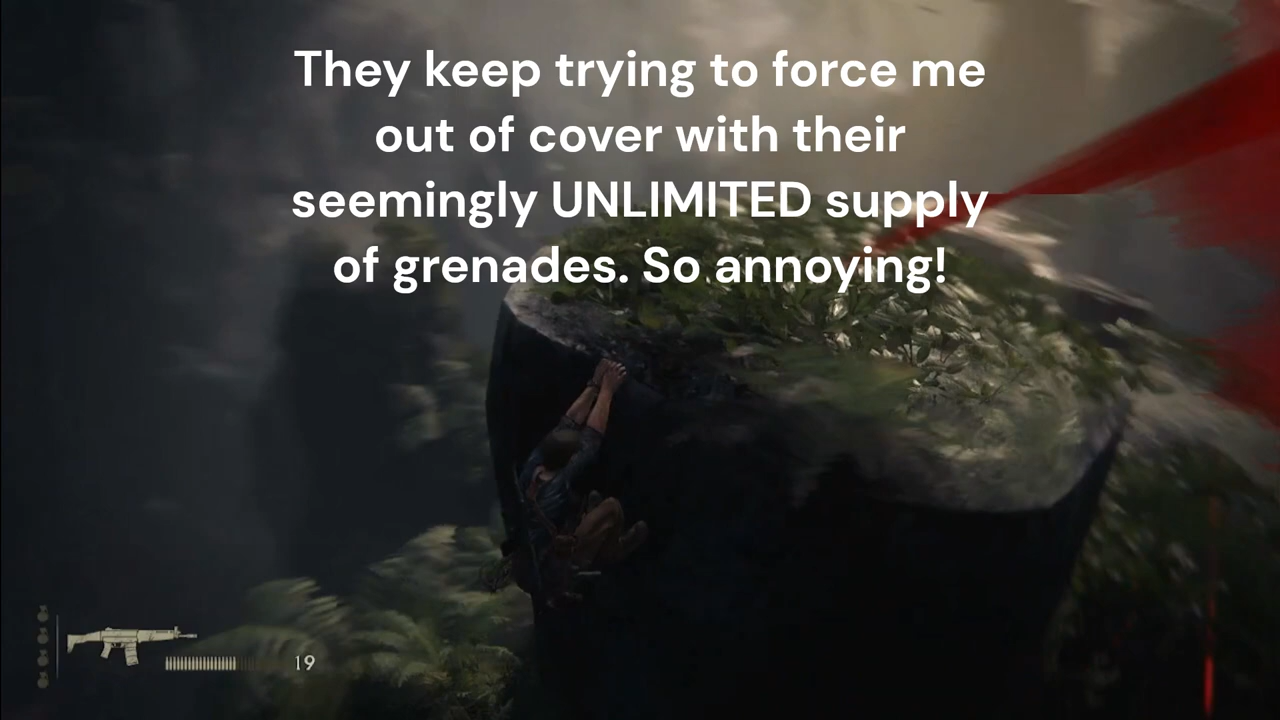 They keep trying to force me
out of cover with their
seemingly UNLIMITED supply
of grenades. So annoying!
19